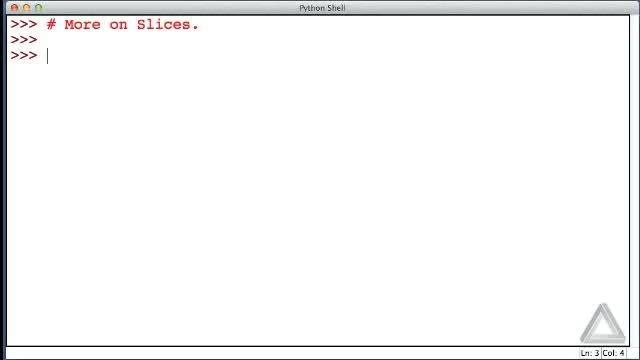 Python Shell
>>> # More on Slices.
>>>
>>>
Ln: 3 Col: 4